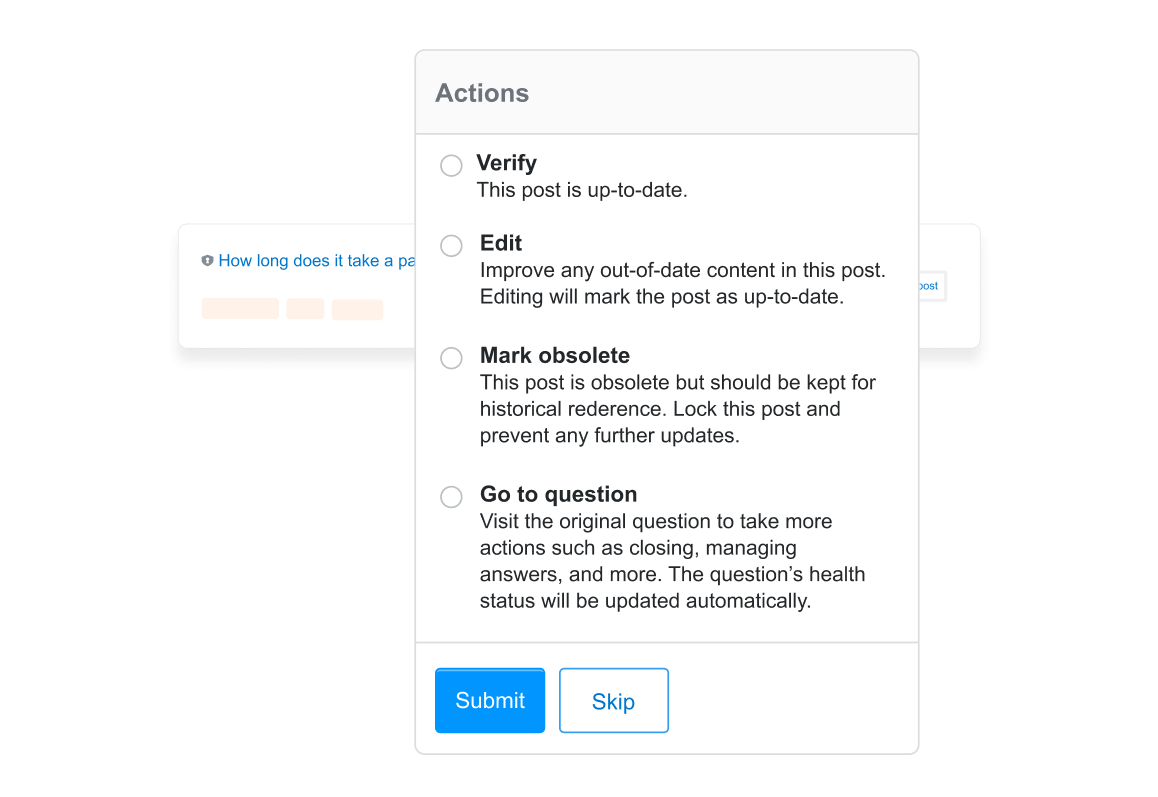 Actions
Verify
This post is up-to-date.
How long does it take a pa
Edit
Improve any out-of-date content in this post.
Editing will mark the post as up-to-date.
post
Mark obsolete
This post is obsolete but should be kept for
historical rederence. Lock this post and
prevent any further updates.
Go to question
Visit the original question to take more
actions such as closing, managing
answers, and more. The question’s health
status will be updated automatically.
Submit
Skip